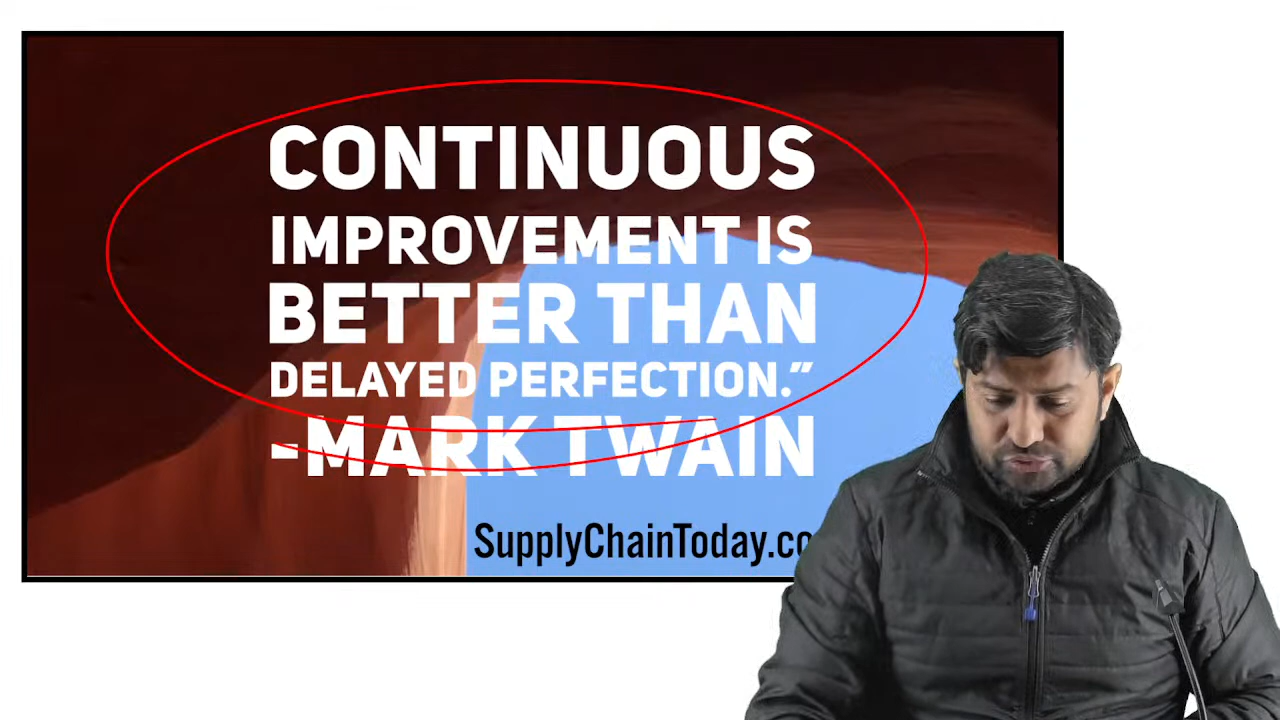 CONTINUOUS
IMPROVEMENT IS
BETTER THAN
DELAYED PERFECTION.”
-MARK TWAIN
SupplyChainToday.co